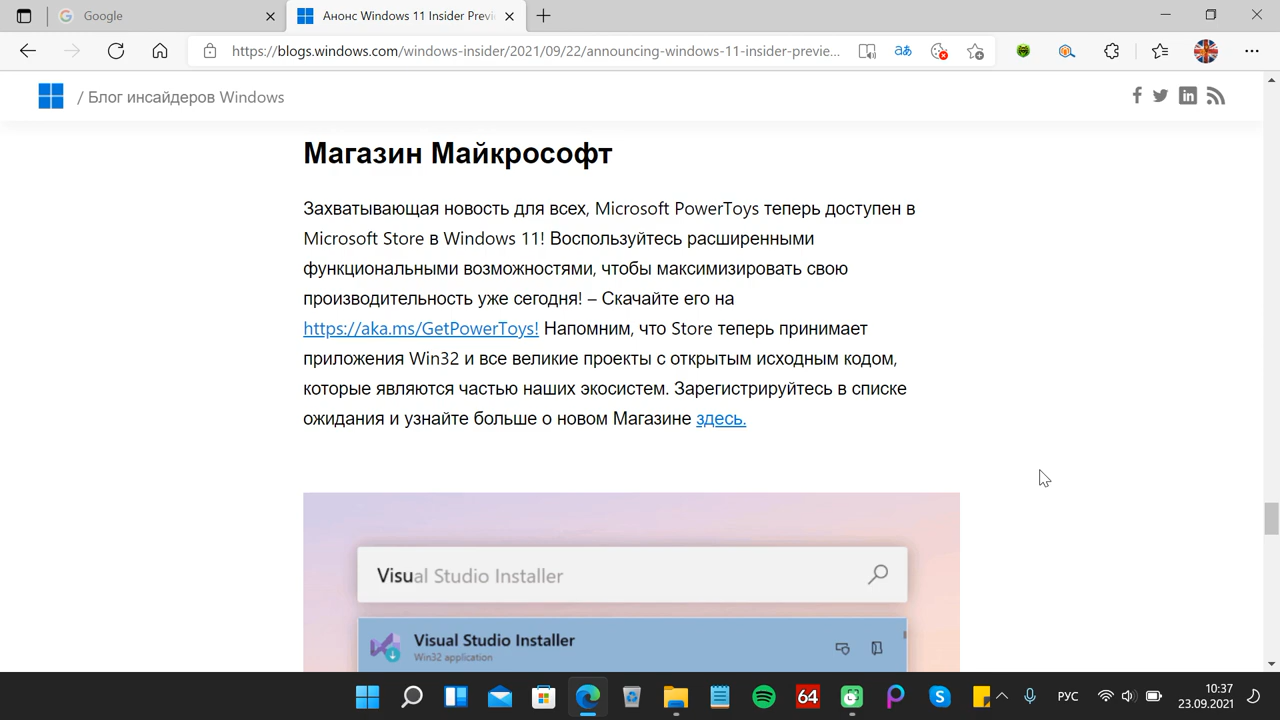 Google
Анонс Windows 11 Insider Previ
https://blogs.windows.com/windows-insider/2021/09/22/announcing-windows-11-insider-previe...
аあ
/ Блог инсайдеров Windows
Магазин Майкрософт
Захватывающая новость для всех, Microsoft PowerToys теперь доступен в
Microsoft Store в Windows 11! Воспользуйтесь расширенными
функциональными возможностями, чтобы максимизировать свою
производительность уже сегодня! – Скачайте его на
https://aka.ms/GetPowerToys! Напомним, что Store теперь принимает
приложения Win32 и все великие проекты с открытым исходным кодом,
которые являются частью наших экосистем. Зарегистрируйтесь в списке
ожидания и узнайте больше о новом Магазине здесь.
Visual Studio Installer
Visual Studio Installer
Win32 application
64
РУС
10:37
23.09.2021